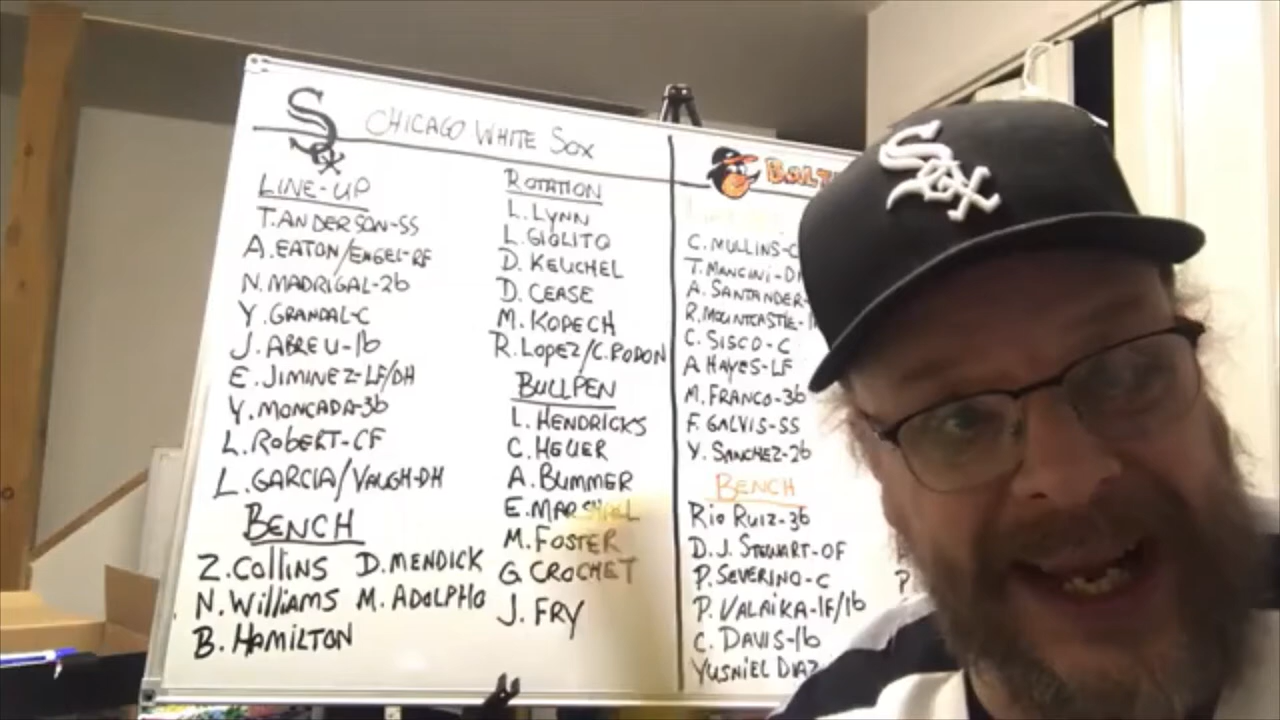 Sox
CHICAGO WHITE SOX
LINE-UP
T. ANDERSON-SS
A. EATON/ENGEL-RF
N. MADRIGAL-2b
Y. GRANDAL-C
J. ABREU-1b
E. JIMINEZ-LF/DH
Y. MONCADA-3b
L. ROBERT-CF
L. GARCIA/VAUGH-DH
BENCH
Z. COllINS D. MENDICK
N. WIllIAMS M. ADOLPHO
B. HAMILTON
ROTATION
L. LYNN
L. GIOLITO
D. KEUCHEL
D. CEASE
M. KOPECH
R. LOPEZ/C. RODON
BULLPEN
L. HENDRICKS
C. HEUER
A. BUMMER
E. MARSHALL
M. FOSTER
G. CROCHET
J. FRY
BALT
C. MULLINS-C
T. MANCINI-D
A. SANTANDER-
R. MOUNTCASTLE-1
C. SISCO-C
A HAYES-LF
M. FRANCO-3b
F. GALVIS-SS
Y. SANCHEZ-2b
BENCH
RIO RUIZ-3b
D.J. STEWART-OF
P. SEVERINO-C
P. VALAIKA-IF/1b
C. DAVIS-1b
YUSNIEL DIAZ
P
Sox